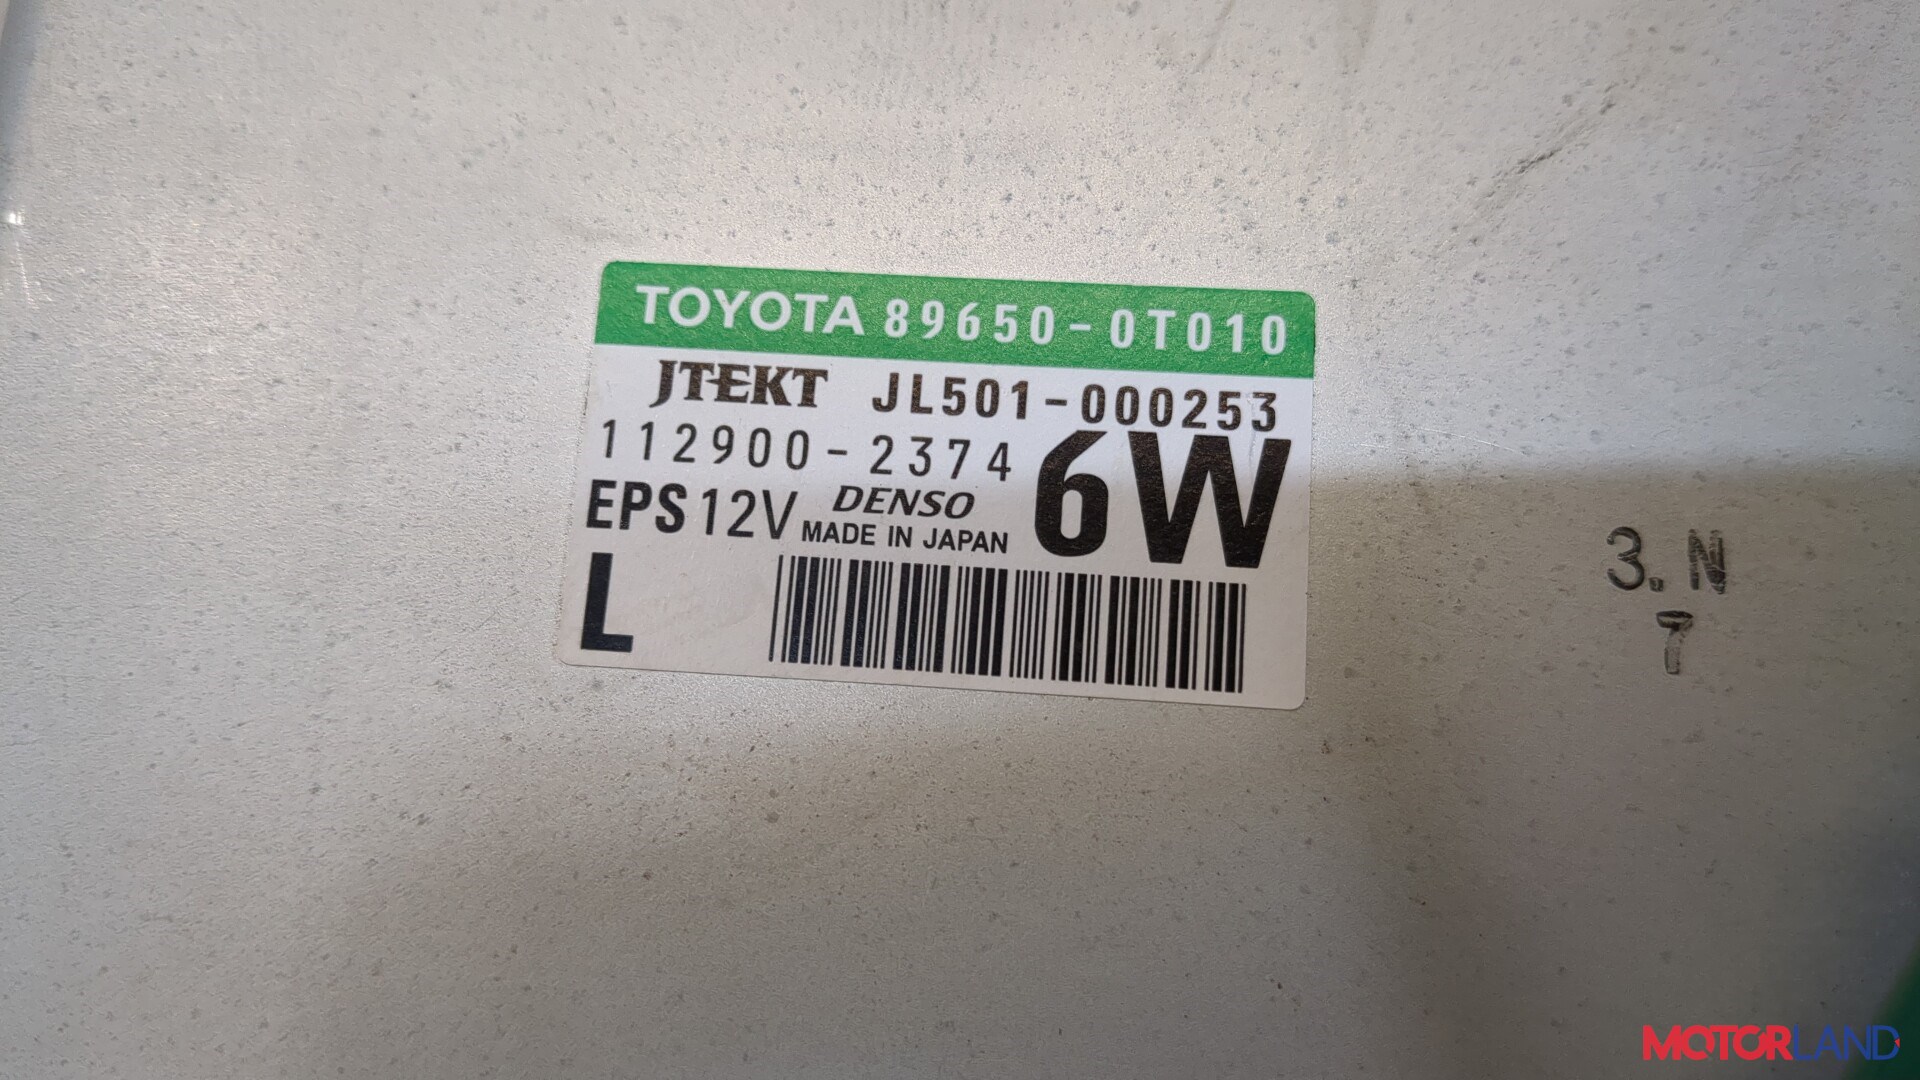 TOYOTA 89650-0T010
JTEKT JL501-000253
112900-2374 6W
EPS 12V DENSO
MADE IN JAPAN
L
3. N
7
MOTORLAND